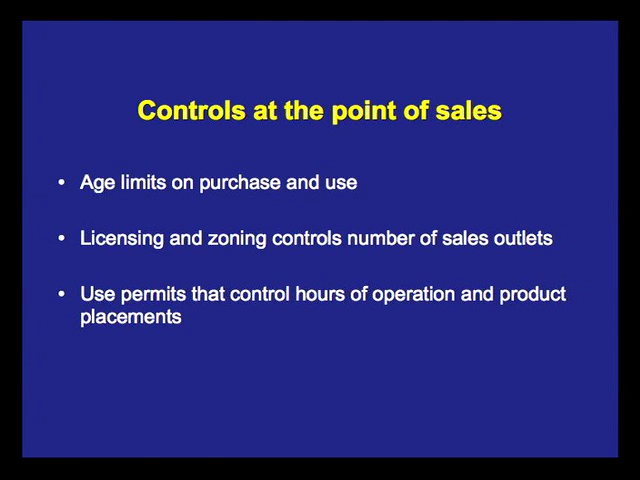 Controls at the point of sales
• Age limits on purchase and use
• Licensing and zoning controls number of sales outlets
• Use permits that control hours of operation and product
placements